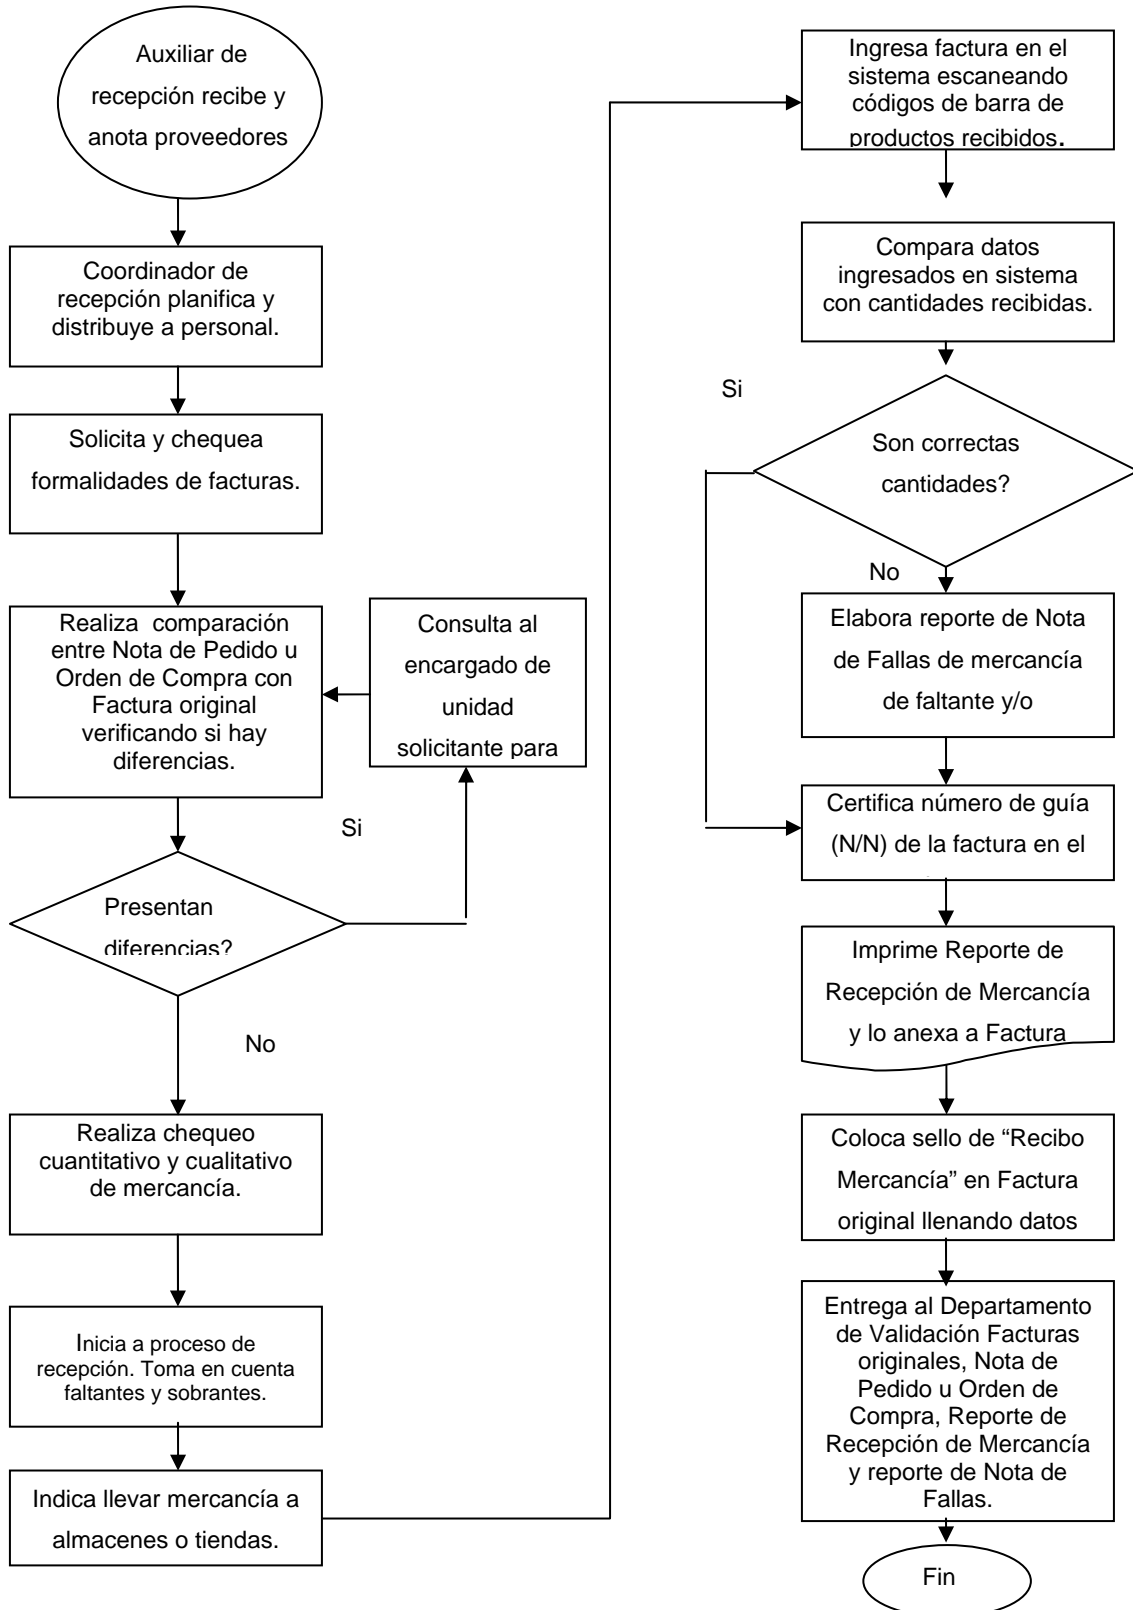 Auxiliar de
recepción recibe y
anota proveedores
Coordinador de
recepción planifica y
distribuye a personal.
Solicita y chequea
formalidades de facturas.
Realiza comparación
entre Nota de Pedido u
Orden de Compra con
Factura original
verificando si hay
diferencias.
Consulta al
encargado de
unidad
solicitante para
Si
Presentan
diferencias?
No
Realiza chequeo
cuantitativo y cualitativo
de mercancía.
Inicia a proceso de
recepción. Toma en cuenta
faltantes y sobrantes.
Indica llevar mercancía a
almacenes o tiendas.
Ingresa factura en el
sistema escaneando
códigos de barra de
productos recibidos.
Compara datos
ingresados en sistema
con cantidades recibidas.
Si
Son correctas
cantidades?
No
Elabora reporte de Nota
de Fallas de mercancía
de faltante y/o
Certifica número de guía
(N/N) de la factura en el
Imprime Reporte de
Recepción de Mercancía
y lo anexa a Factura
Coloca sello de “Recibo
Mercancía” en Factura
original llenando datos
Entrega al Departamento
de Validación Facturas
originales, Nota de
Pedido u Orden de
Compra, Reporte de
Recepción de Mercancía
y reporte de Nota de
Fallas.
Fin